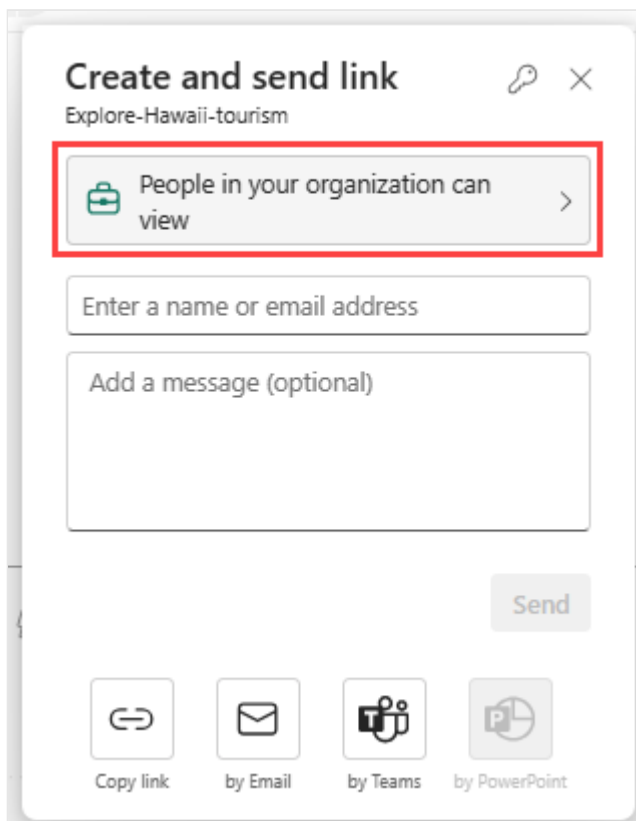 Create and send link
Explore-Hawaii-tourism
People in your organization can
view
Enter a name or email address
Add a message (optional)
Send
Copy link
by Email
by Teams
by PowerPoint